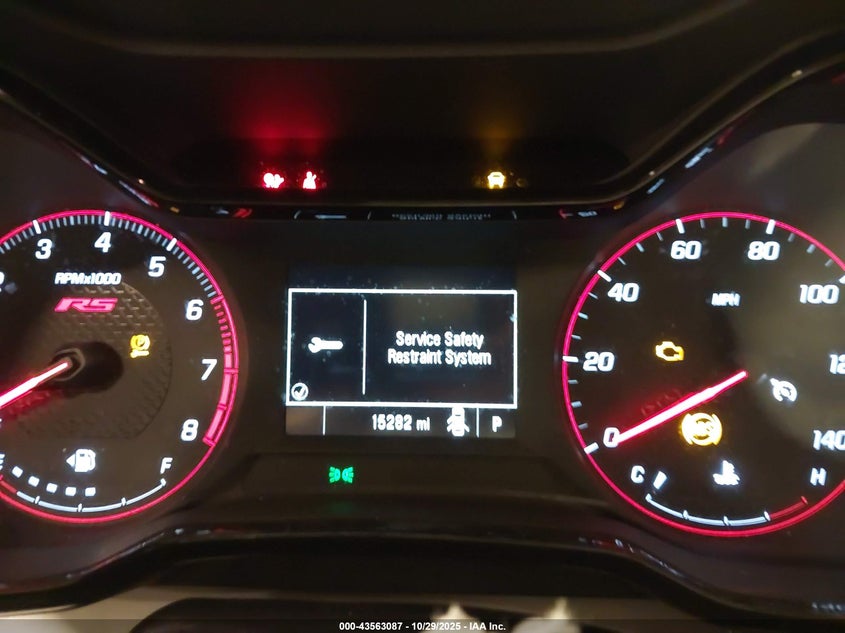 3 4 5 6 7 8
RPMx1000
RS
E F
Service Safety
Restraint System
15282 mi P
0 20 40 60 80 100
MPH
140
C H
000-43563087 - 10/29/2025 - IAA Inc.